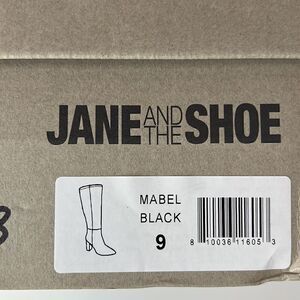 JANE AND THE SHOE
MABEL
BLACK
9
8 10036 11605 3